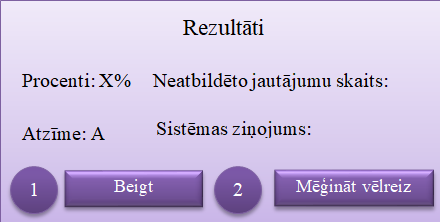 Rezultāti
Procenti: X% Neatbildēto jautājumu skaits:
Atzīme: A Sistēmas ziņojums:
1 Beigt 2 Mēģināt vēlreiz